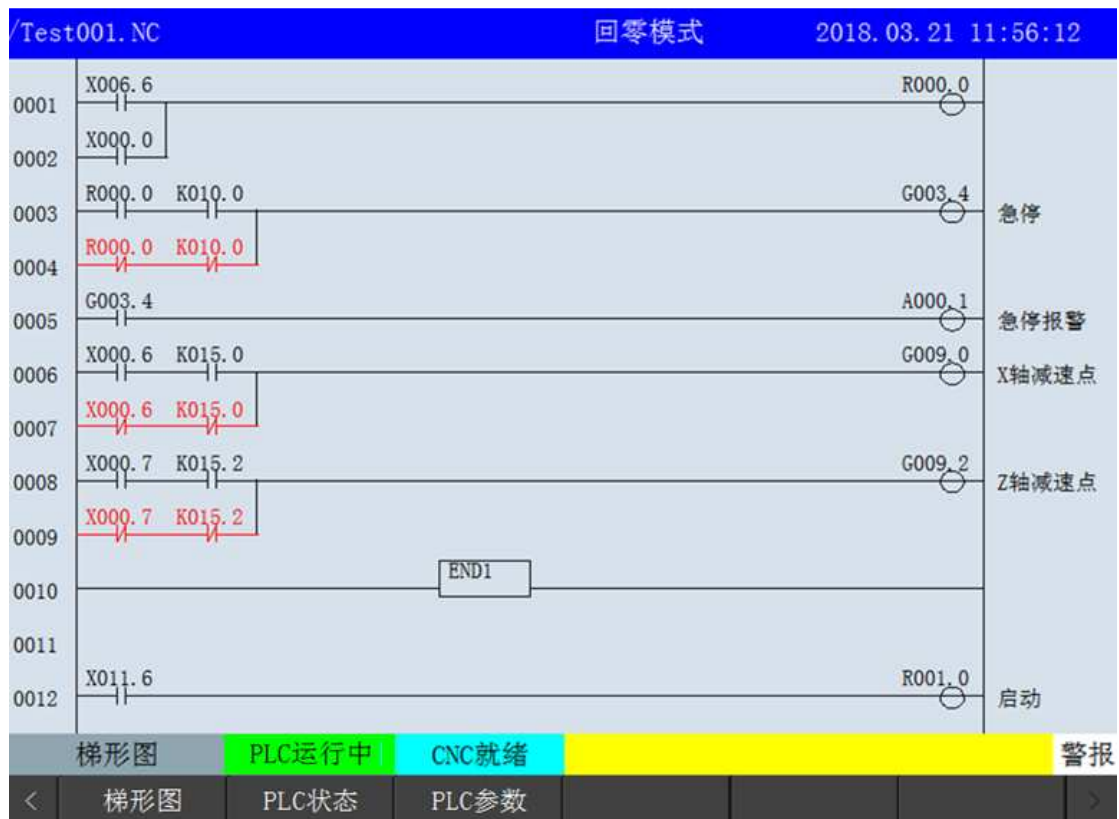 /Test001.NC 回零模式 2018.03.21 11:56:12
X006.6 R000.0
0001
X000.0
0002
R000.0 K010.0 G003.4
0003 急停
R000.0 K010.0
0004
G003.4 A000.1
0005 急停报警
X000.6 K015.0 G009.0
0006 X轴减速点
X000.6 K015.0
0007
X000.7 K015.2 G009.2
0008 Z轴减速点
X000.7 K015.2
0009
END1
0010
0011
X011.6 R001.0
0012 启动
梯形图 PLC运行中 CNC就绪 警报
< 梯形图 PLC状态 PLC参数 >